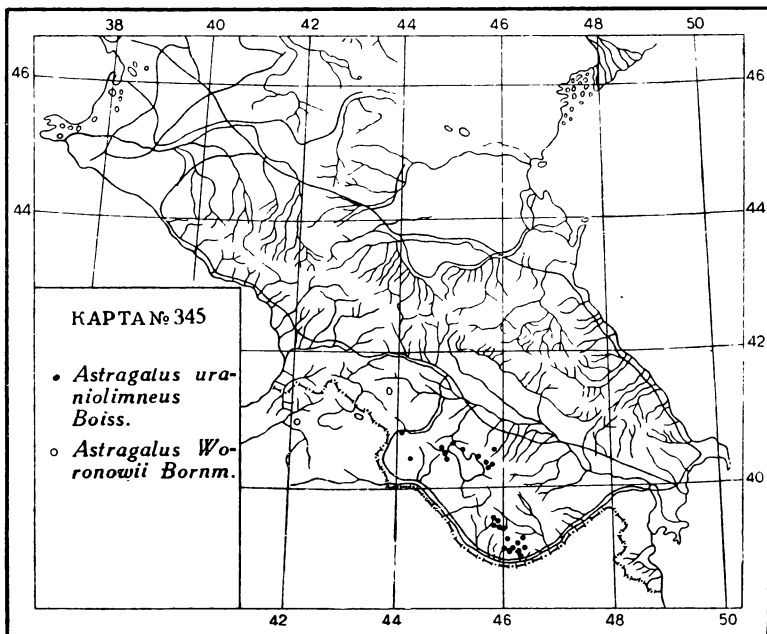 38 40 42 44 46 48 50
46 46
44 44
КАРТА № 345
42
• Astragalus ura-
niolimneus
Boiss.
○ Astragalus Wo-
ronowii Bornm.
40
42 44 46 48 50